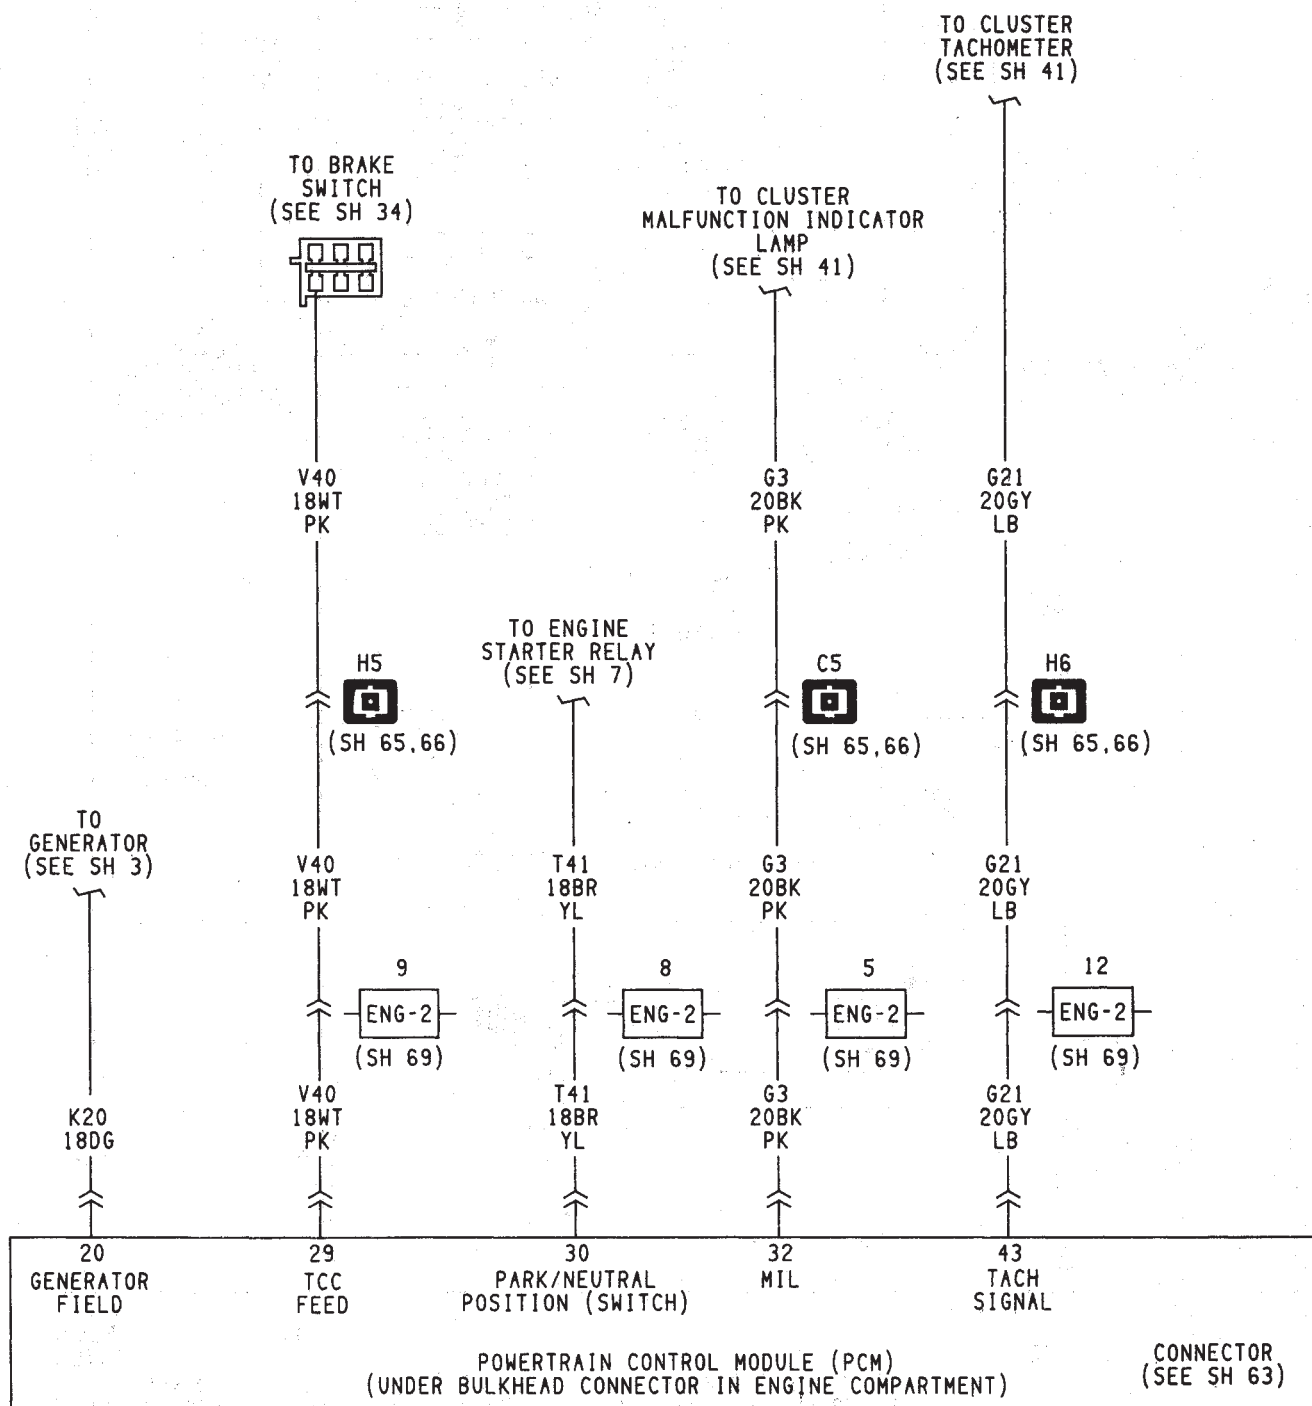 TO CLUSTER
TACHOMETER
(SEE SH 41)
TO BRAKE
SWITCH
(SEE SH 34)
TO CLUSTER
MALFUNCTION INDICATOR
LAMP
(SEE SH 41)
V40
18WT
PK
G3
20BK
PK
G21
20GY
LB
TO ENGINE
STARTER RELAY
(SEE SH 7)
H5
(SH 65,66)
C5
(SH 65,66)
H6
(SH 65,66)
TO
GENERATOR
(SEE SH 3)
V40
18WT
PK
T41
18BR
YL
G3
20BK
PK
G21
20GY
LB
9
ENG-2
(SH 69)
8
ENG-2
(SH 69)
5
ENG-2
(SH 69)
12
ENG-2
(SH 69)
K20
18DG
V40
18WT
PK
T41
18BR
YL
G3
20BK
PK
G21
20GY
LB
20
GENERATOR
FIELD
29
TCC
FEED
30
PARK/NEUTRAL
POSITION (SWITCH)
32
MIL
43
TACH
SIGNAL
POWERTRAIN CONTROL MODULE (PCM)
(UNDER BULKHEAD CONNECTOR IN ENGINE COMPARTMENT)
CONNECTOR
(SEE SH 63)